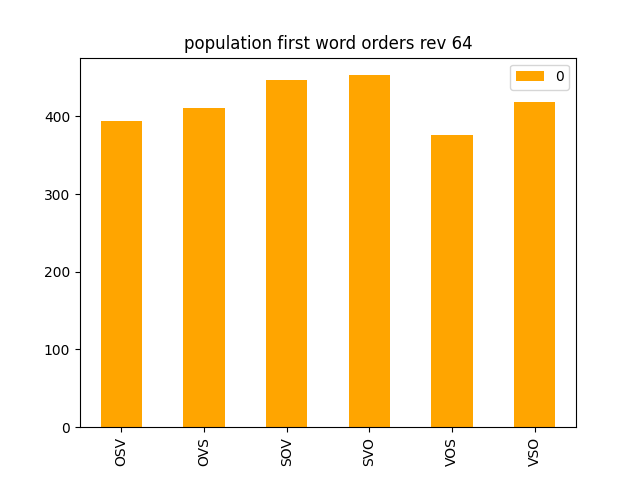 population first word orders rev 64
0
400
300
200
100
0
OSV
OVS
SOV
SVO
VOS
VSO